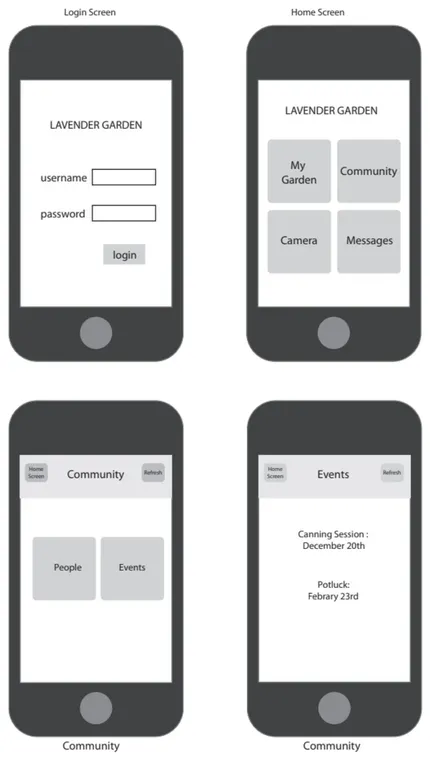 Login Screen
LAVENDER GARDEN
username
password
login
Home Screen
LAVENDER GARDEN
My
Garden
Community
Camera
Messages
Home
Screen
Community
Refresh
People
Events
Community
Home
Screen
Events
Refresh
Canning Session :
December 20th
Potluck:
Febrary 23rd
Community